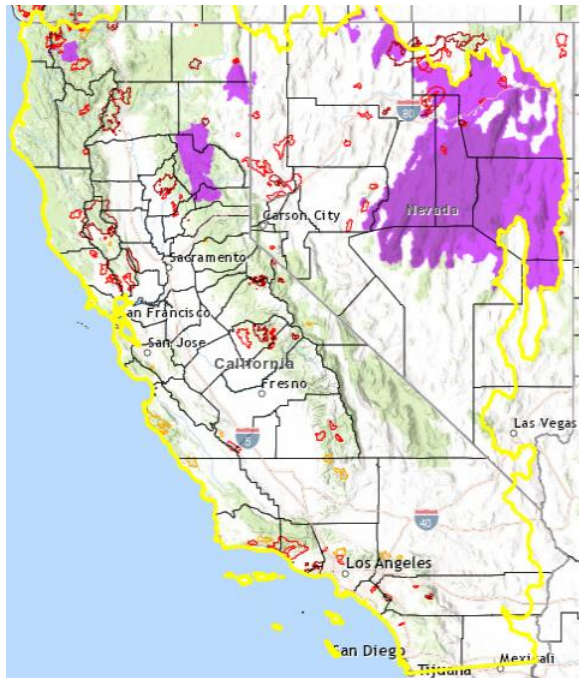 80
Nevada
Carson City
Sacramento
an Francisco
San Jose
California
Fresno
5
Las Vegas
40
Los Angeles
San Diego
Tijuana
Mexicali